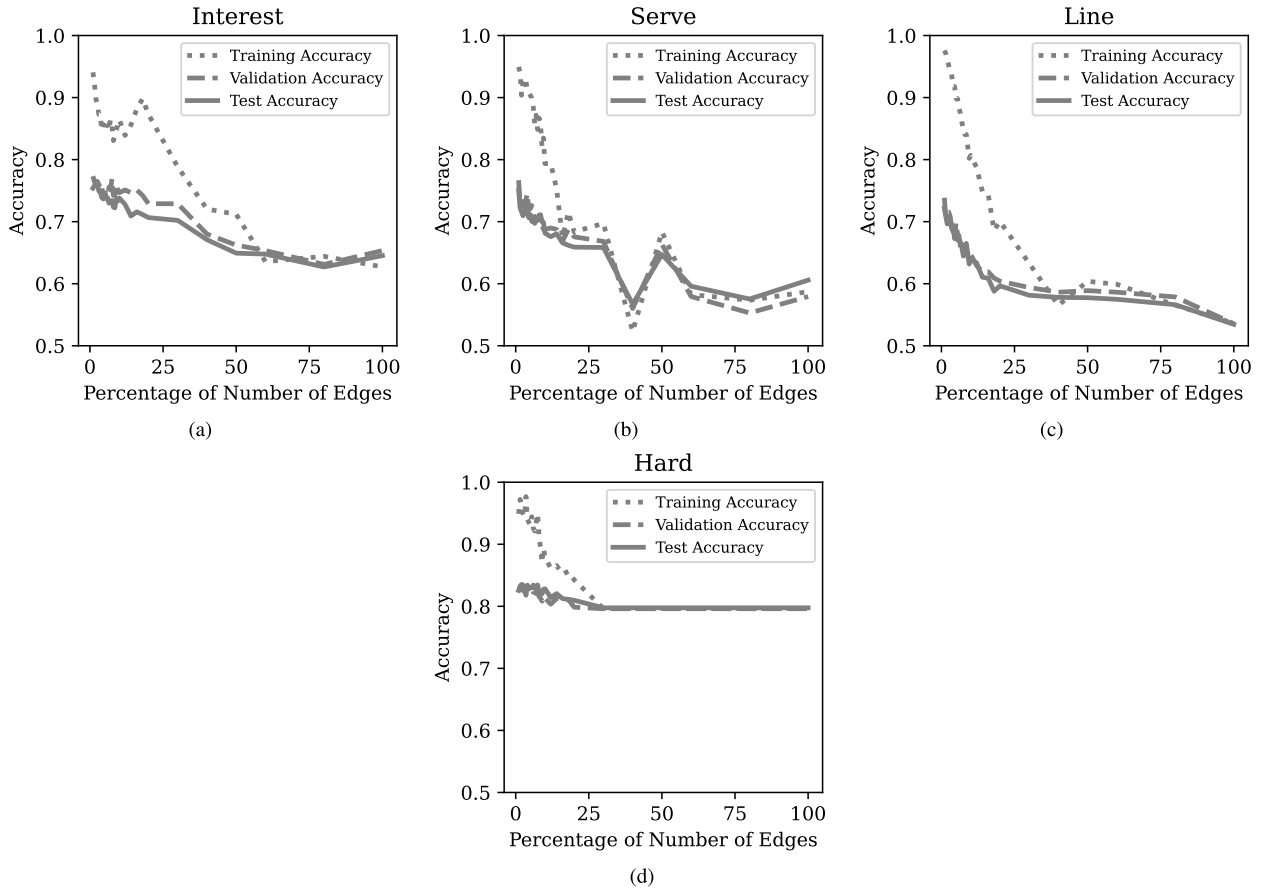 Interest
1.0
0.9
0.8
0.7
0.6
0.5
Accuracy
Training Accuracy
Validation Accuracy
Test Accuracy
0 25 50 75 100
Percentage of Number of Edges
(a)
Serve
1.0
0.9
0.8
0.7
0.6
0.5
Accuracy
Training Accuracy
Validation Accuracy
Test Accuracy
0 25 50 75 100
Percentage of Number of Edges
(b)
Line
1.0
0.9
0.8
0.7
0.6
0.5
Accuracy
Training Accuracy
Validation Accuracy
Test Accuracy
0 25 50 75 100
Percentage of Number of Edges
(c)
Hard
1.0
0.9
0.8
0.7
0.6
0.5
Accuracy
Training Accuracy
Validation Accuracy
Test Accuracy
0 25 50 75 100
Percentage of Number of Edges
(d)